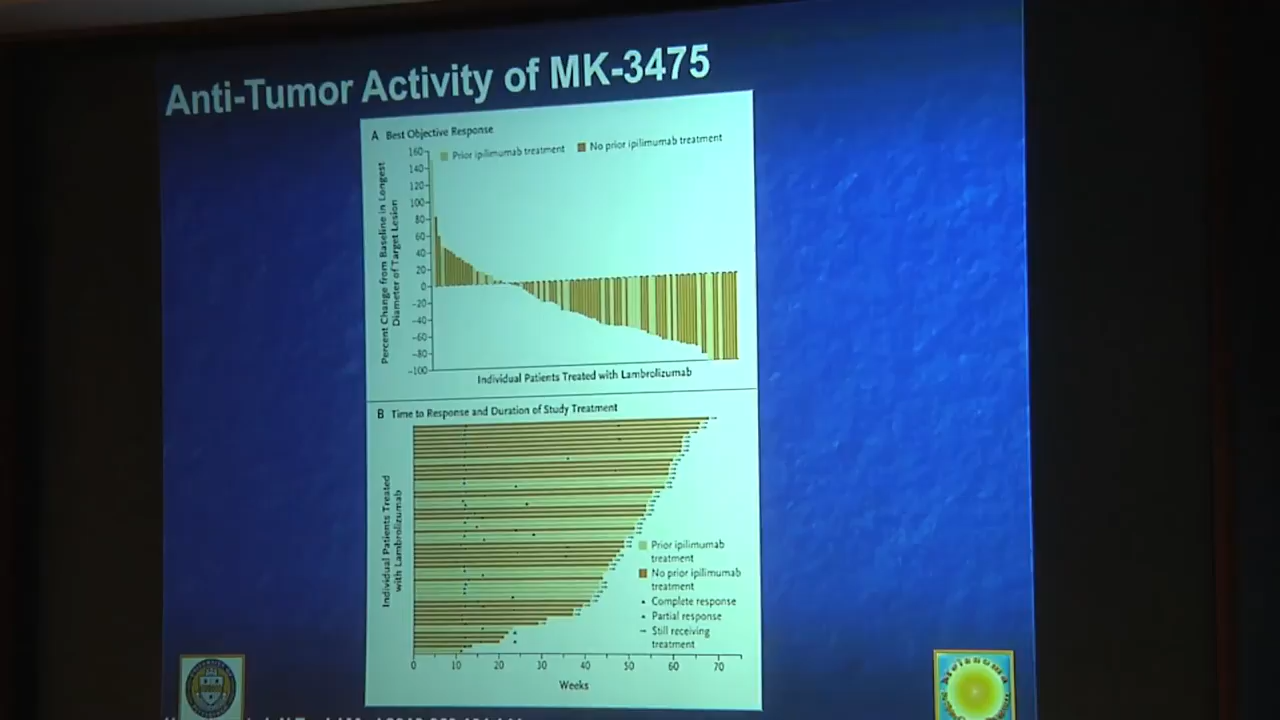 Anti-Tumor Activity of MK-3475
A Best Objective Response
Prior ipilimumab treatment
No prior ipilimumab treatment
Percent Change from Baseline in Longest
Diameter of Target Lesion
160
140
120
100
80
60
40
20
0
-20
-40
-60
-80
-100
Individual Patients Treated with Lambrolizumab
B Time to Response and Duration of Study Treatment
Individual Patients Treated
with Lambrolizumab
Prior ipilimumab
treatment
No prior ipilimumab
treatment
Complete response
Partial response
Still receiving
treatment
0 10 20 30 40 50 60 70
Weeks
Melanoma